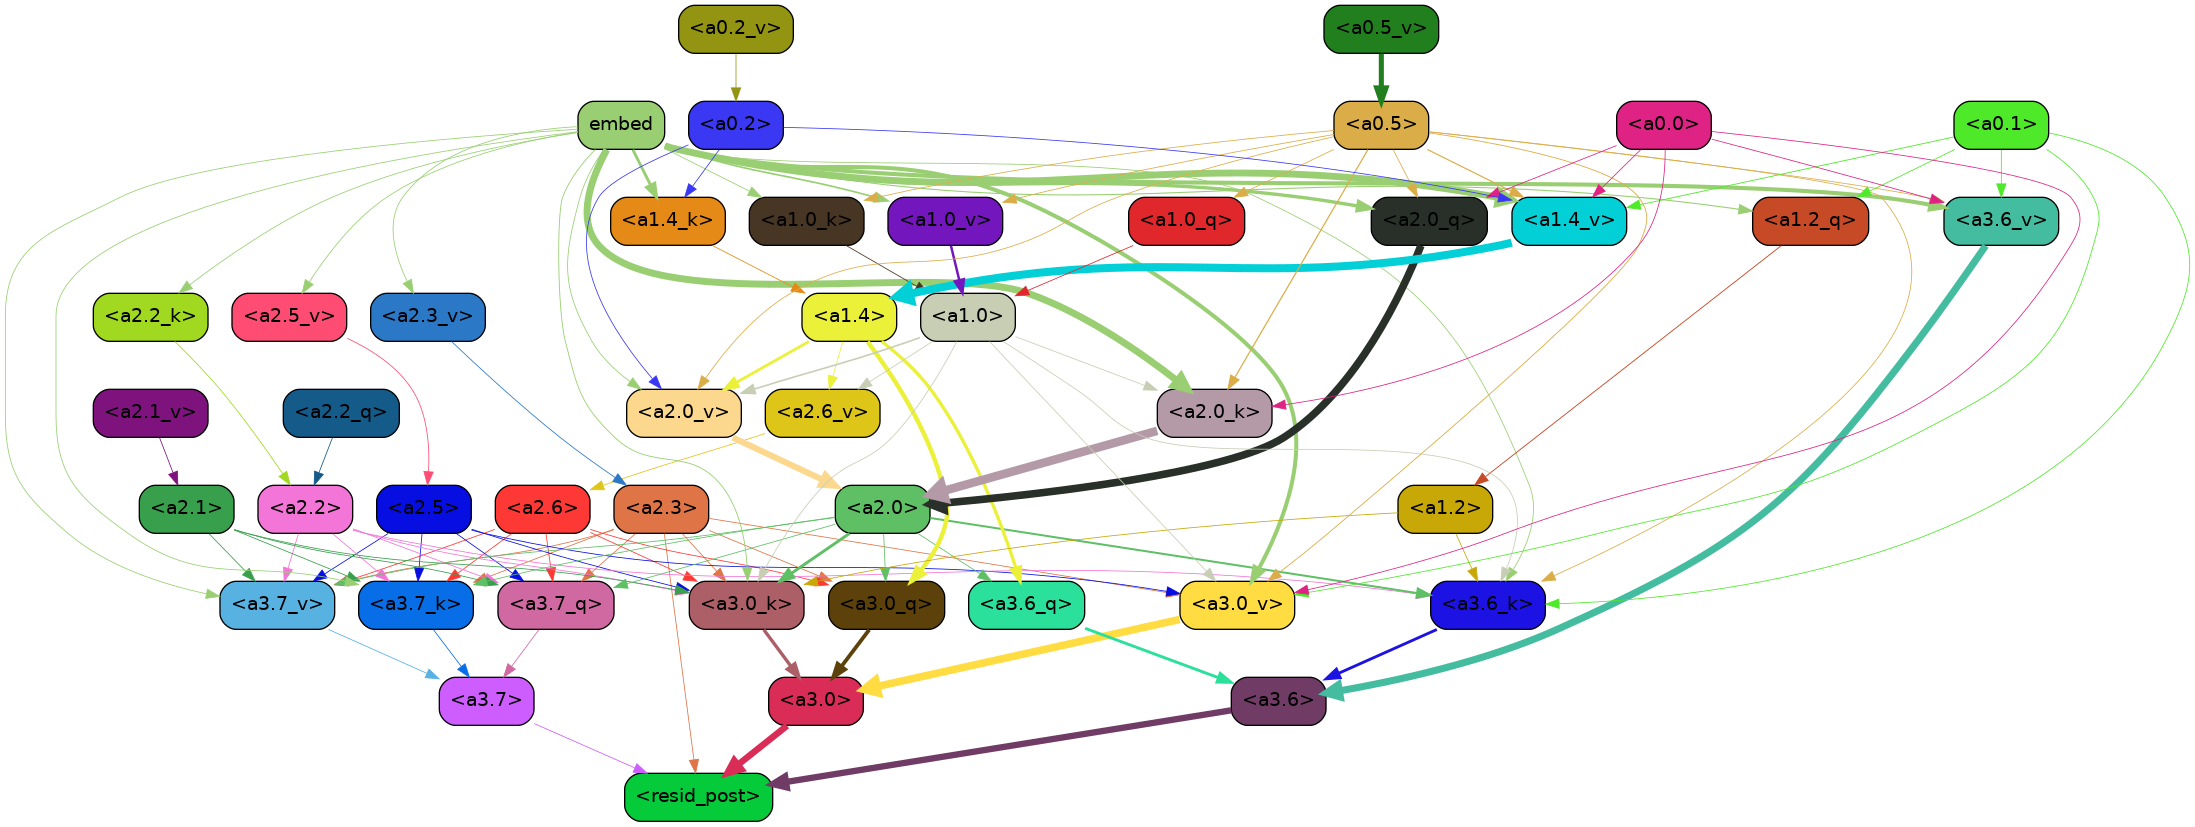 <a0.2_v>
<a0.5_v>
embed
<a0.2>
<a0.5>
<a0.0>
<a0.1>
<a1.4_k>
<a1.0_k>
<a1.0_v>
<a1.0_q>
<a2.0_q>
<a1.4_v>
<a1.2_q>
<a3.6_v>
<a2.2_k>
<a2.5_v>
<a2.3_v>
<a1.4>
<a1.0>
<a2.1_v>
<a2.2_q>
<a2.0_v>
<a2.6_v>
<a2.0_k>
<a2.1>
<a2.2>
<a2.5>
<a2.6>
<a2.3>
<a2.0>
<a1.2>
<a3.7_v>
<a3.7_k>
<a3.7_q>
<a3.0_k>
<a3.0_q>
<a3.6_q>
<a3.0_v>
<a3.6_k>
<a3.7>
<a3.0>
<a3.6>
<resid_post>